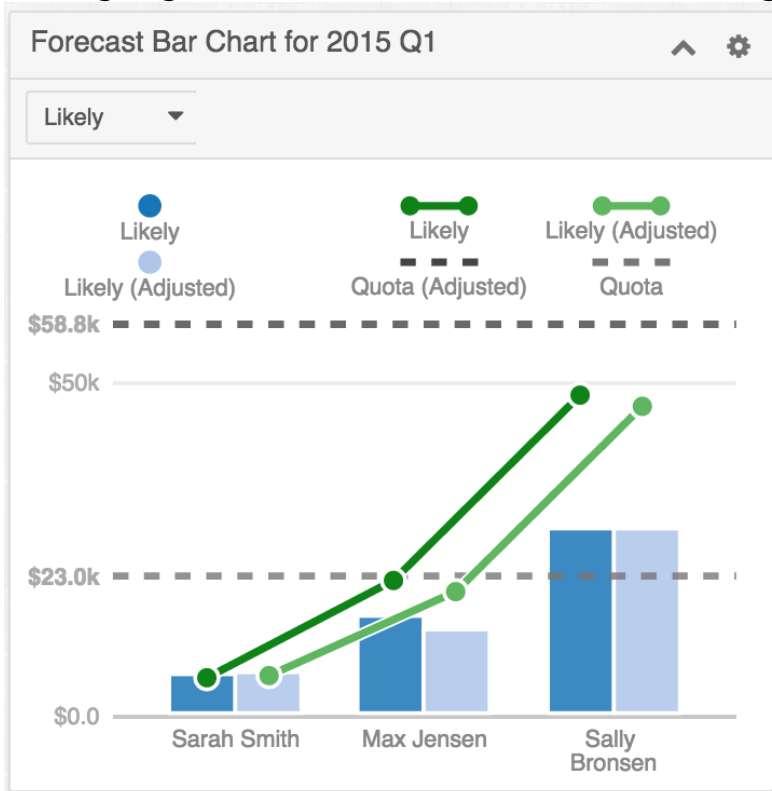 Forecast Bar Chart for 2015 Q1
Likely
Likely Likely Likely (Adjusted)
Likely (Adjusted) Quota (Adjusted) Quota
$58.8k
$50k
$23.0k
$0.0
Sarah Smith Max Jensen Sally
Bronsen